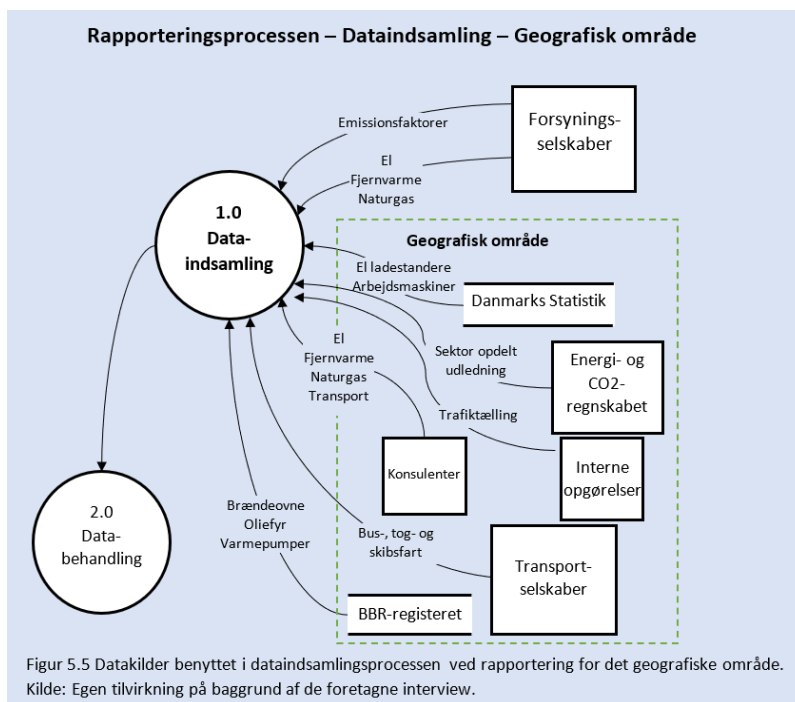 Rapporteringsprocessen – Dataindsamling – Geografisk område
Emissionsfaktorer
Forsynings-
selskaber
El
Fjernvarme
Naturgas
1.0
Data-
indsamling
Geografisk område
El ladestandere
Arbejdsmaskiner
Danmarks Statistik
El
Fjernvarme
Naturgas
Transport
Sektor opdelt
udledning
Energi- og
CO2-
regnskabet
Trafiktælling
Konsulenter
Interne
opgørelser
2.0
Data-
behandling
Brændeovne
Oliefyr
Varmepumper
Bus-, tog- og
skibsfart
Transport-
selskaber
BBR-registeret
Figur 5.5 Datakilder benyttet i dataindsamlingsprocessen ved rapportering for det geografiske område.
Kilde: Egen tilvirkning på baggrund af de foretagne interview.